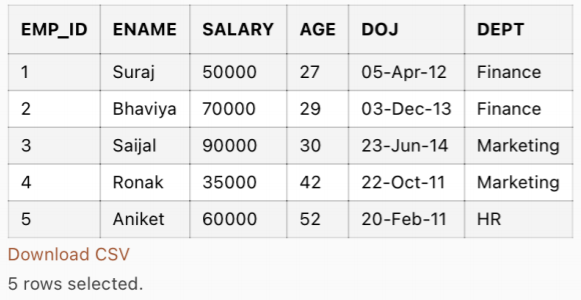 EMP_ID ENAME SALARY AGE DOJ DEPT
1 Suraj 50000 27 05-Apr-12 Finance
2 Bhaviya 70000 29 03-Dec-13 Finance
3 Saijal 90000 30 23-Jun-14 Marketing
4 Ronak 35000 42 22-Oct-11 Marketing
5 Aniket 60000 52 20-Feb-11 HR
Download CSV
5 rows selected.